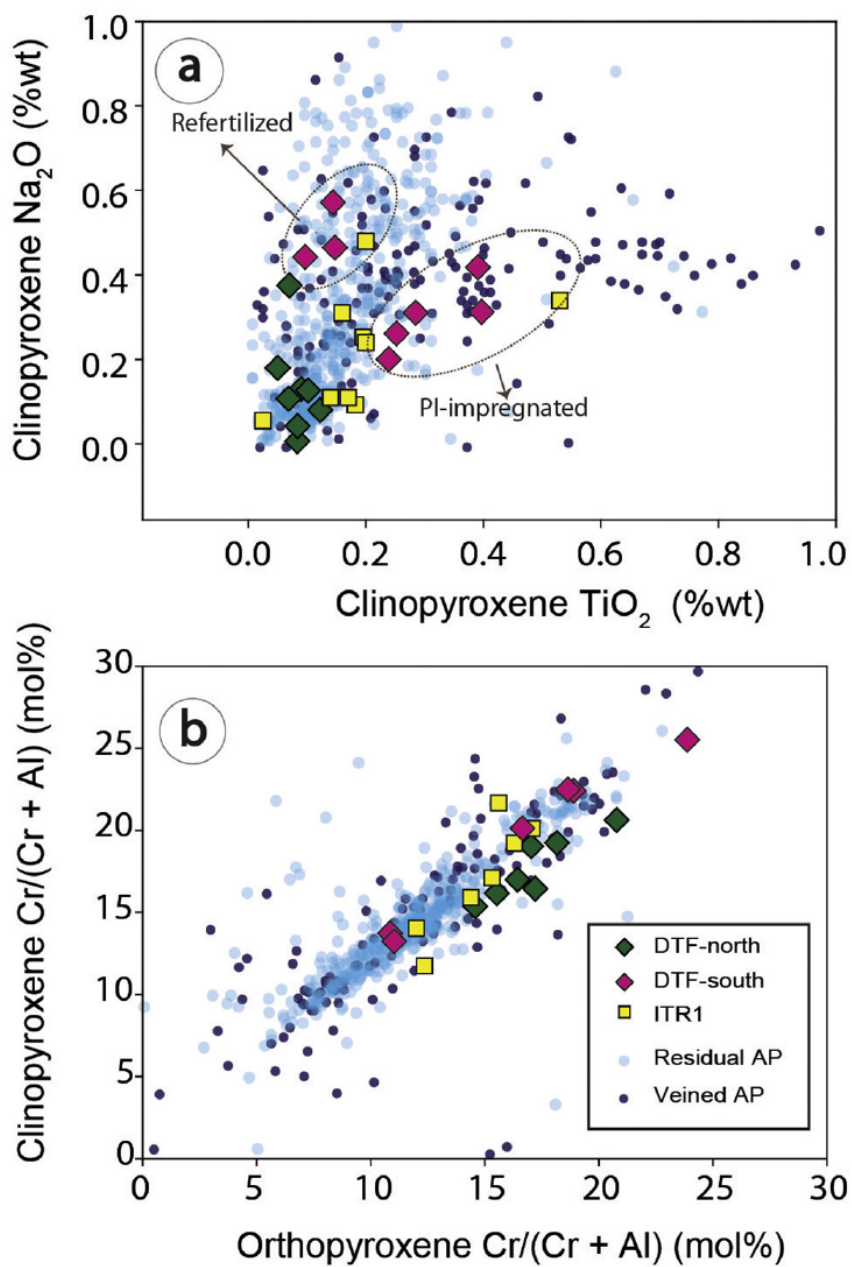 a
Clinopyroxene Na₂O (%wt)
1.0
0.8
0.6
0.4
0.2
0.0
Refertilized
Pl-impregnated
0.0 0.2 0.4 0.6 0.8 1.0
Clinopyroxene TiO₂ (%wt)
b
Clinopyroxene Cr/(Cr + Al) (mol%)
30
25
20
15
10
5
0
DTF-north
DTF-south
ITR1
Residual AP
Veined AP
0 5 10 15 20 25 30
Orthopyroxene Cr/(Cr + Al) (mol%)